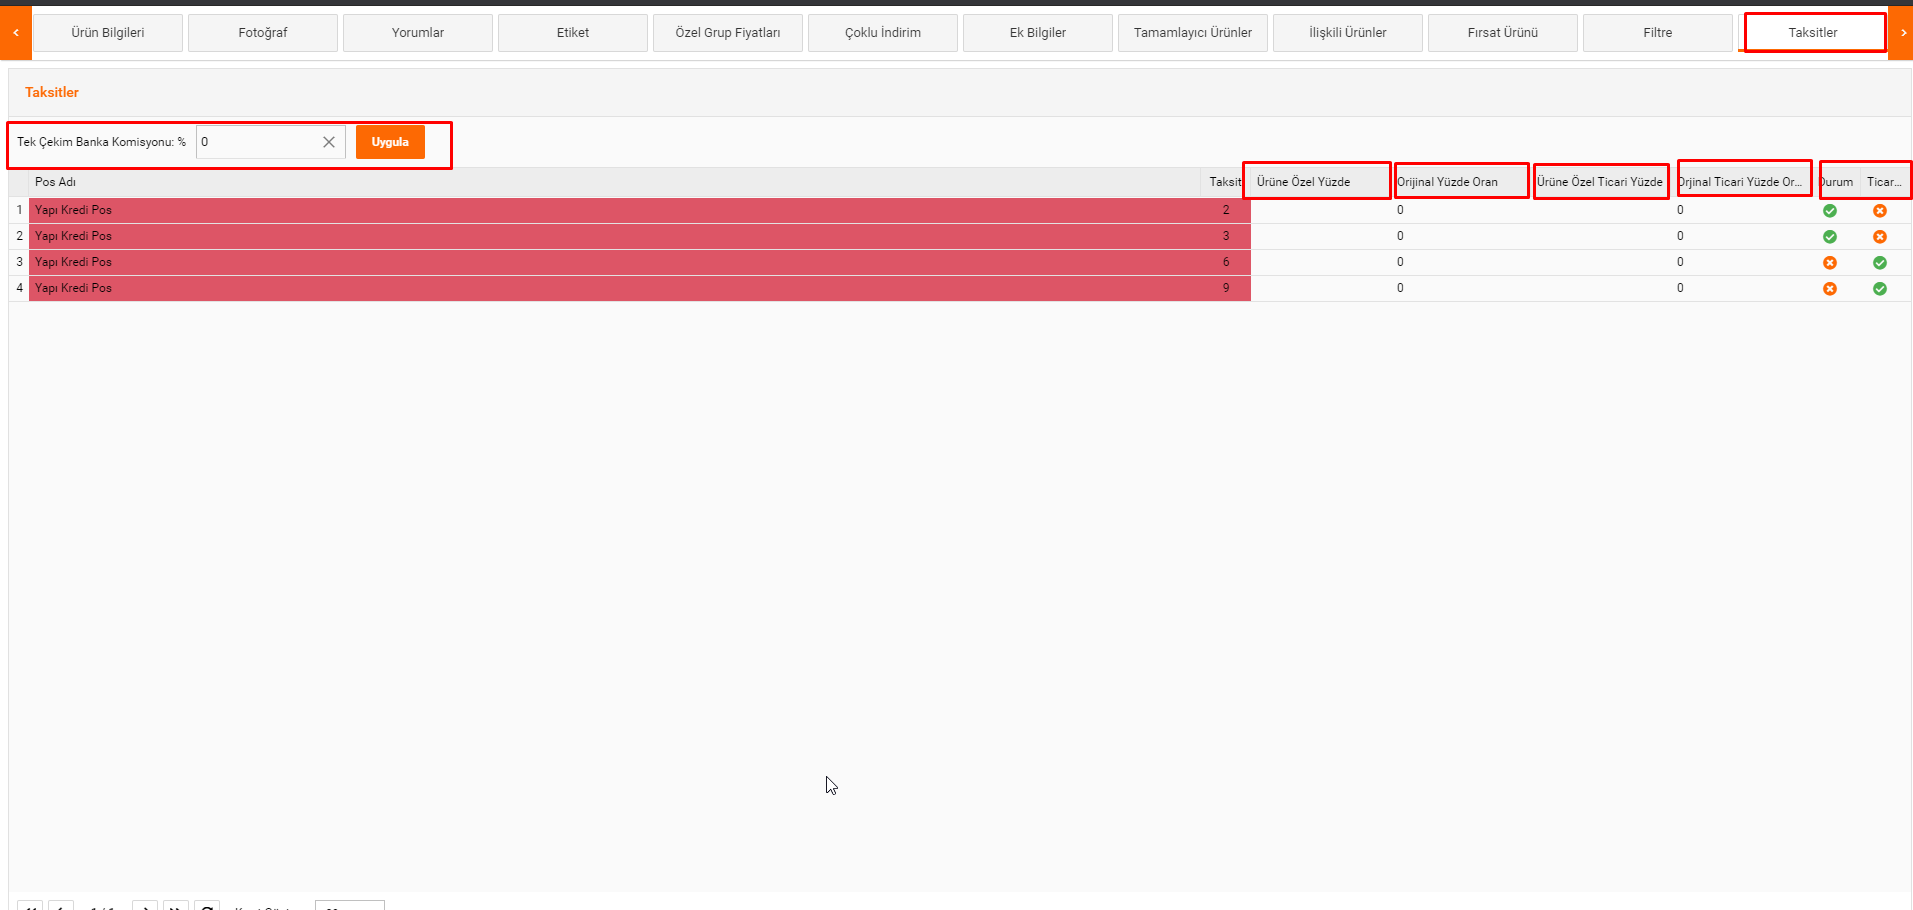 Ürün Bilgileri Fotoğraf Yorumlar Etiket Özel Grup Fiyatları Çoklu İndirim Ek Bilgiler Tamamlayıcı Ürünler İlişkili Ürünler Fırsat Ürünü Filtre Taksitler
Taksitler
Tek Çekim Banka Komisyonu: % 0 Uygula
Pos Adı Taksit Ürüne Özel Yüzde Orijinal Yüzde Oran Ürüne Özel Ticari Yüzde Orjinal Ticari Yüzde Or... Durum Ticar...
1 Yapı Kredi Pos 2 0 0
2 Yapı Kredi Pos 3 0 0
3 Yapı Kredi Pos 6 0 0
4 Yapı Kredi Pos 9 0 0